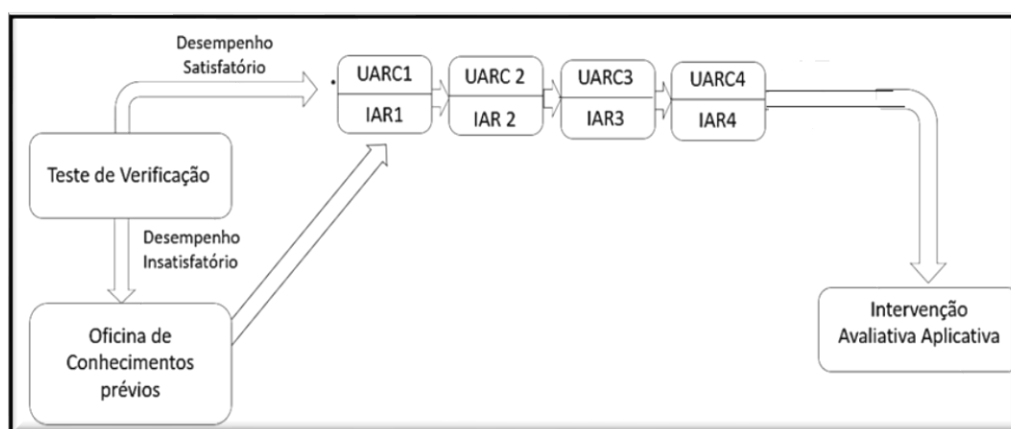 Desempenho
Satisfatório
UARC1
IAR1
UARC 2
IAR 2
UARC3
IAR3
UARC4
IAR4
Teste de Verificação
Desempenho
Insatisfatório
Oficina de
Conhecimentos
prévios
Intervenção
Avaliativa Aplicativa